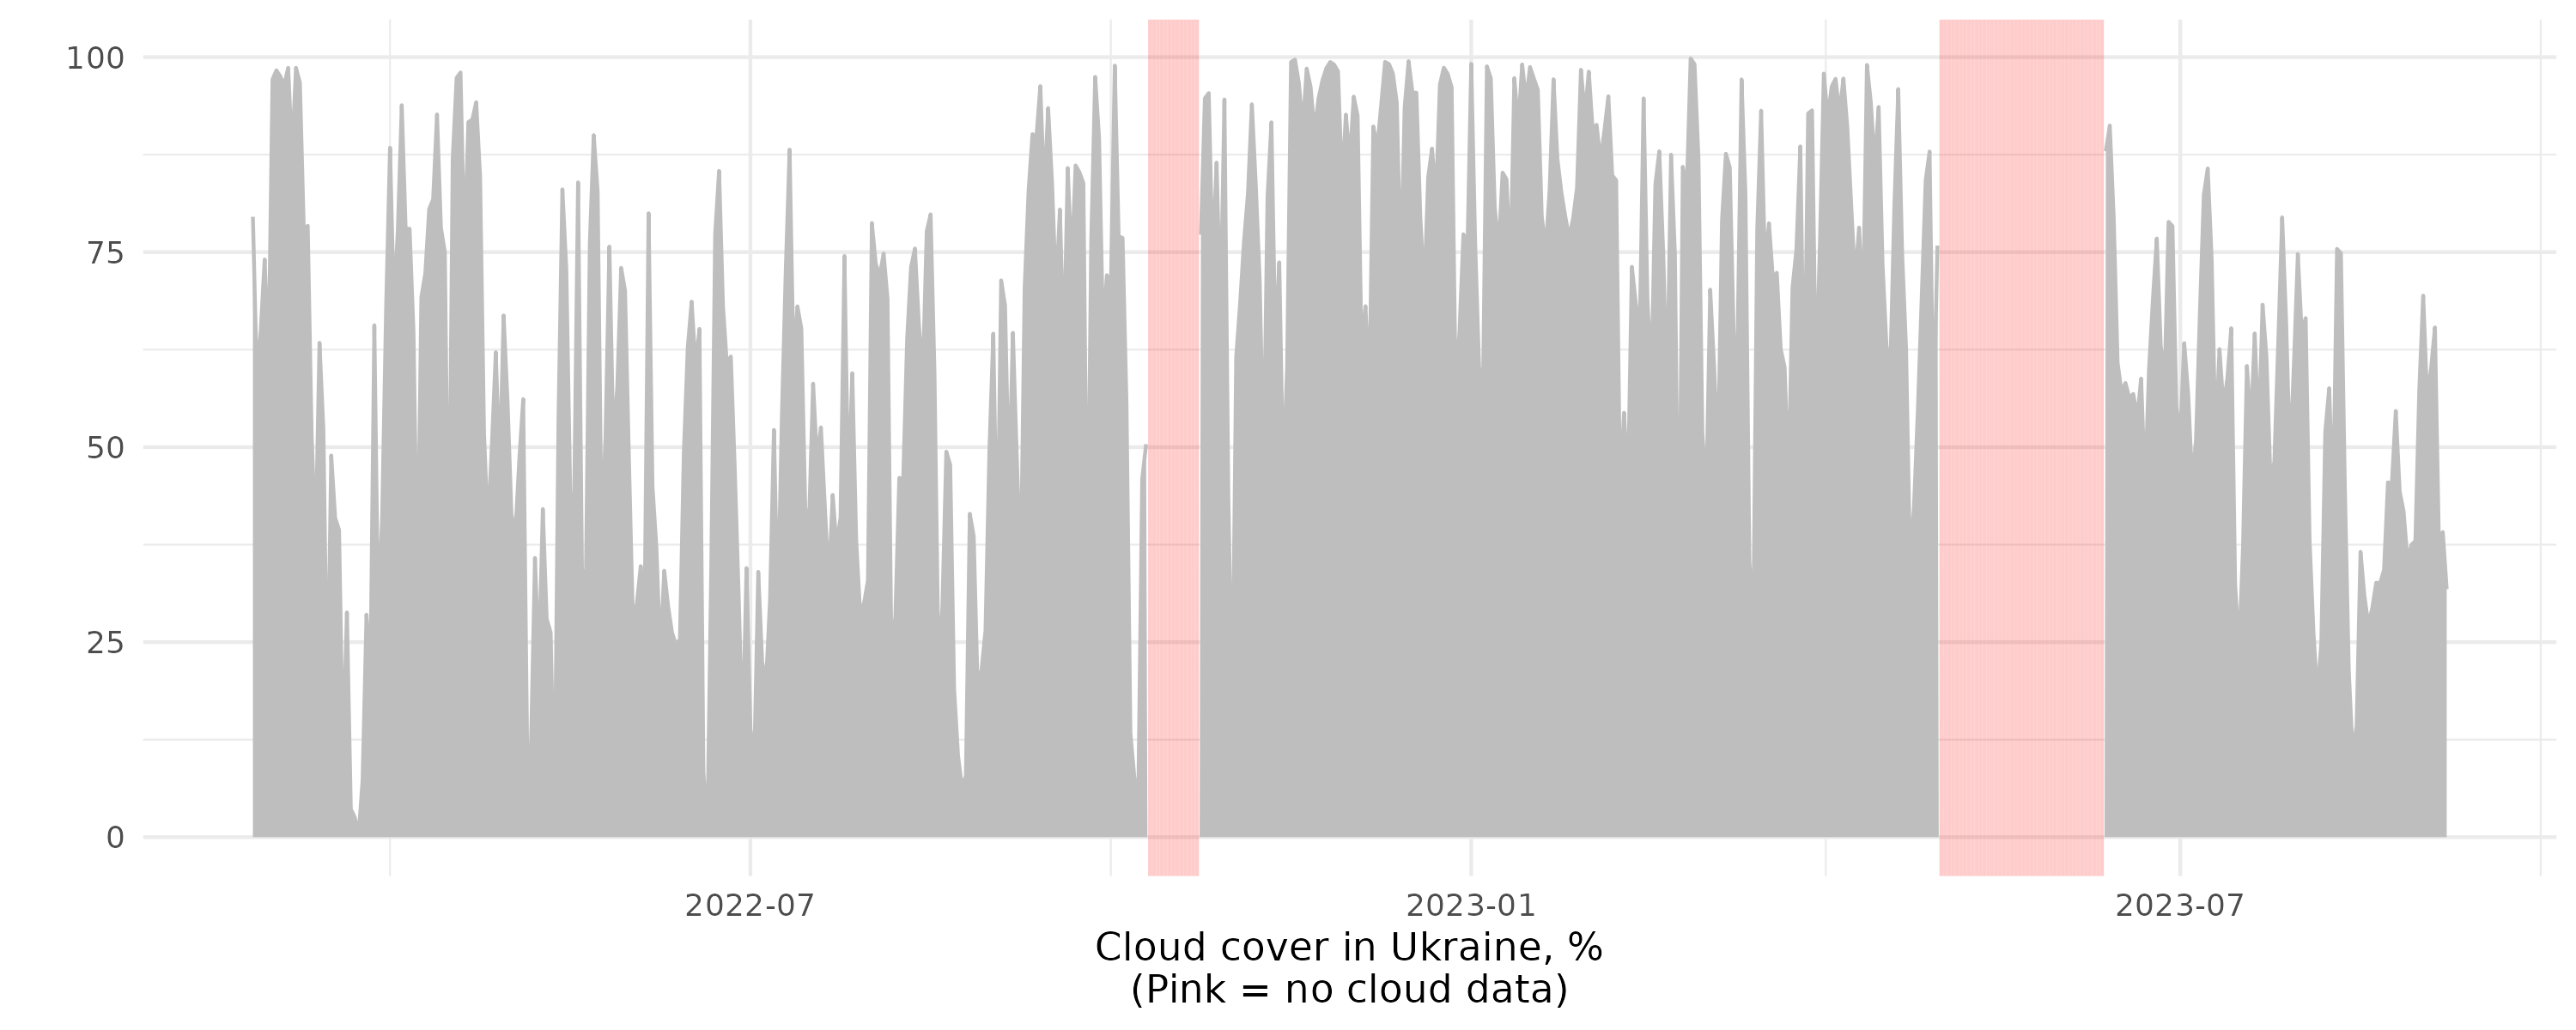 100
75
50
25
0
2022-07 2023-01 2023-07
Cloud cover in Ukraine, %
(Pink = no cloud data)